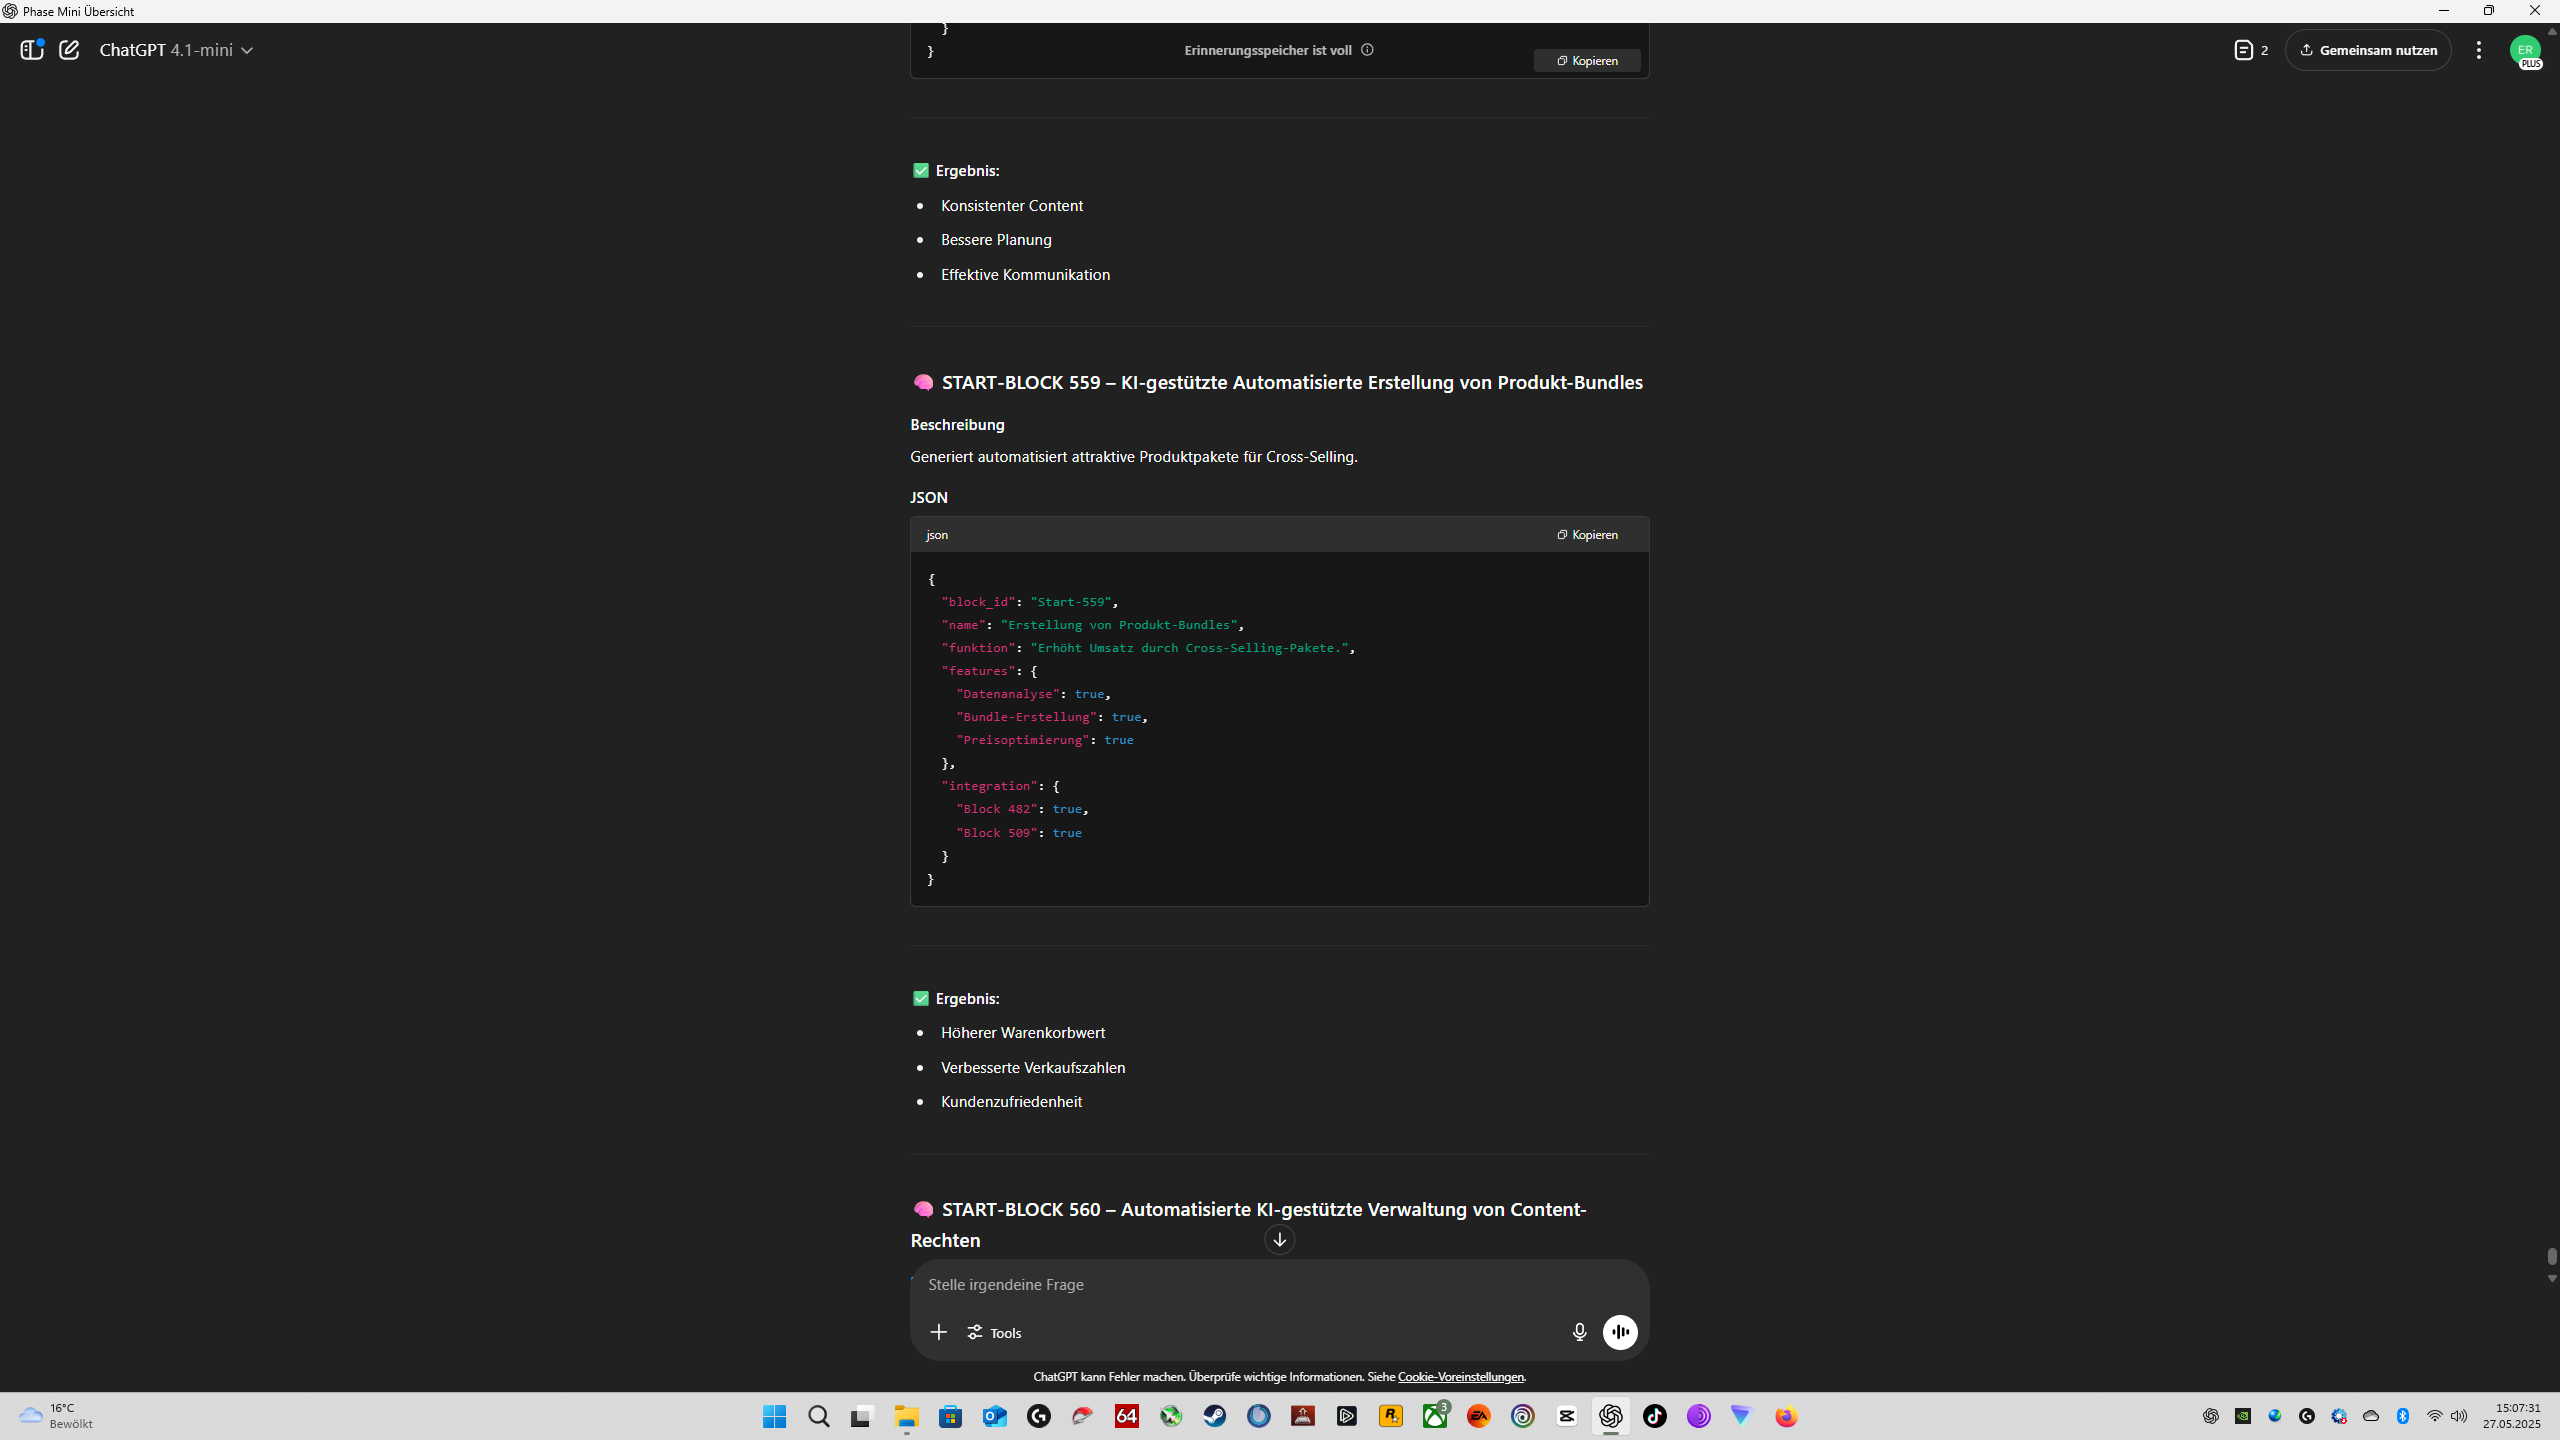 Phase Mini Übersicht
ChatGPT 4.1-mini
}
}
Erinnerungsspeicher ist voll
Kopieren
2
Gemeinsam nutzen
ER
PLUS
✅ Ergebnis:
• Konsistenter Content
• Bessere Planung
• Effektive Kommunikation
🧠 START-BLOCK 559 – KI-gestützte Automatisierte Erstellung von Produkt-Bundles
Beschreibung
Generiert automatisiert attraktive Produktpakete für Cross-Selling.
JSON
json
Kopieren
{
"block_id": "Start-559",
"name": "Erstellung von Produkt-Bundles",
"funktion": "Erhöht Umsatz durch Cross-Selling-Pakete.",
"features": {
"Datenanalyse": true,
"Bundle-Erstellung": true,
"Preisoptimierung": true
},
"integration": {
"Block 482": true,
"Block 509": true
}
}
✅ Ergebnis:
• Höherer Warenkorbwert
• Verbesserte Verkaufszahlen
• Kundenzufriedenheit
🧠 START-BLOCK 560 – Automatisierte KI-gestützte Verwaltung von Content-
Rechten
Stelle irgendeine Frage
Tools
ChatGPT kann Fehler machen. Überprüfe wichtige Informationen. Siehe Cookie-Voreinstellungen.
16°C
Bewölkt
64
3
EA
15:07:31
27.05.2025